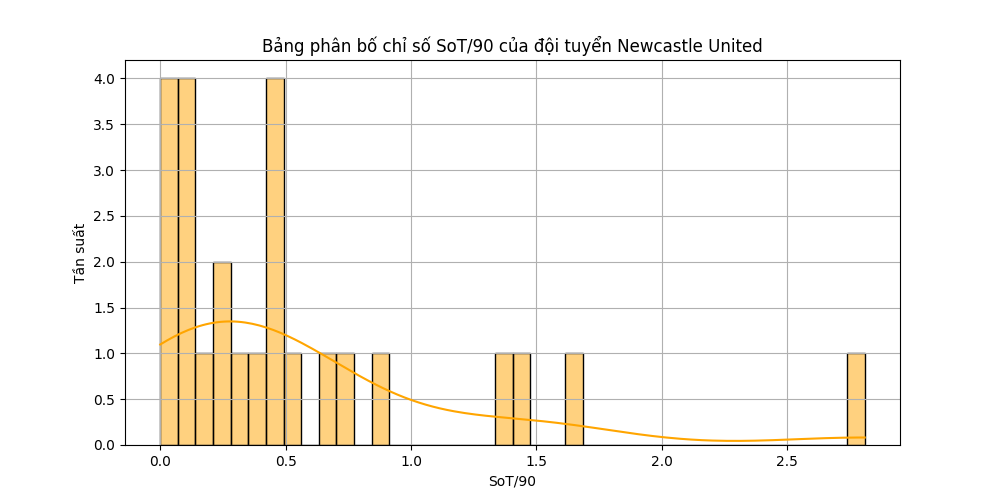 Bảng phân bố chỉ số SoT/90 của đội tuyển Newcastle United
4.0
3.5
3.0
2.5
2.0
1.5
1.0
0.5
0.0
Tần suất
0.0 0.5 1.0 1.5 2.0 2.5
SoT/90